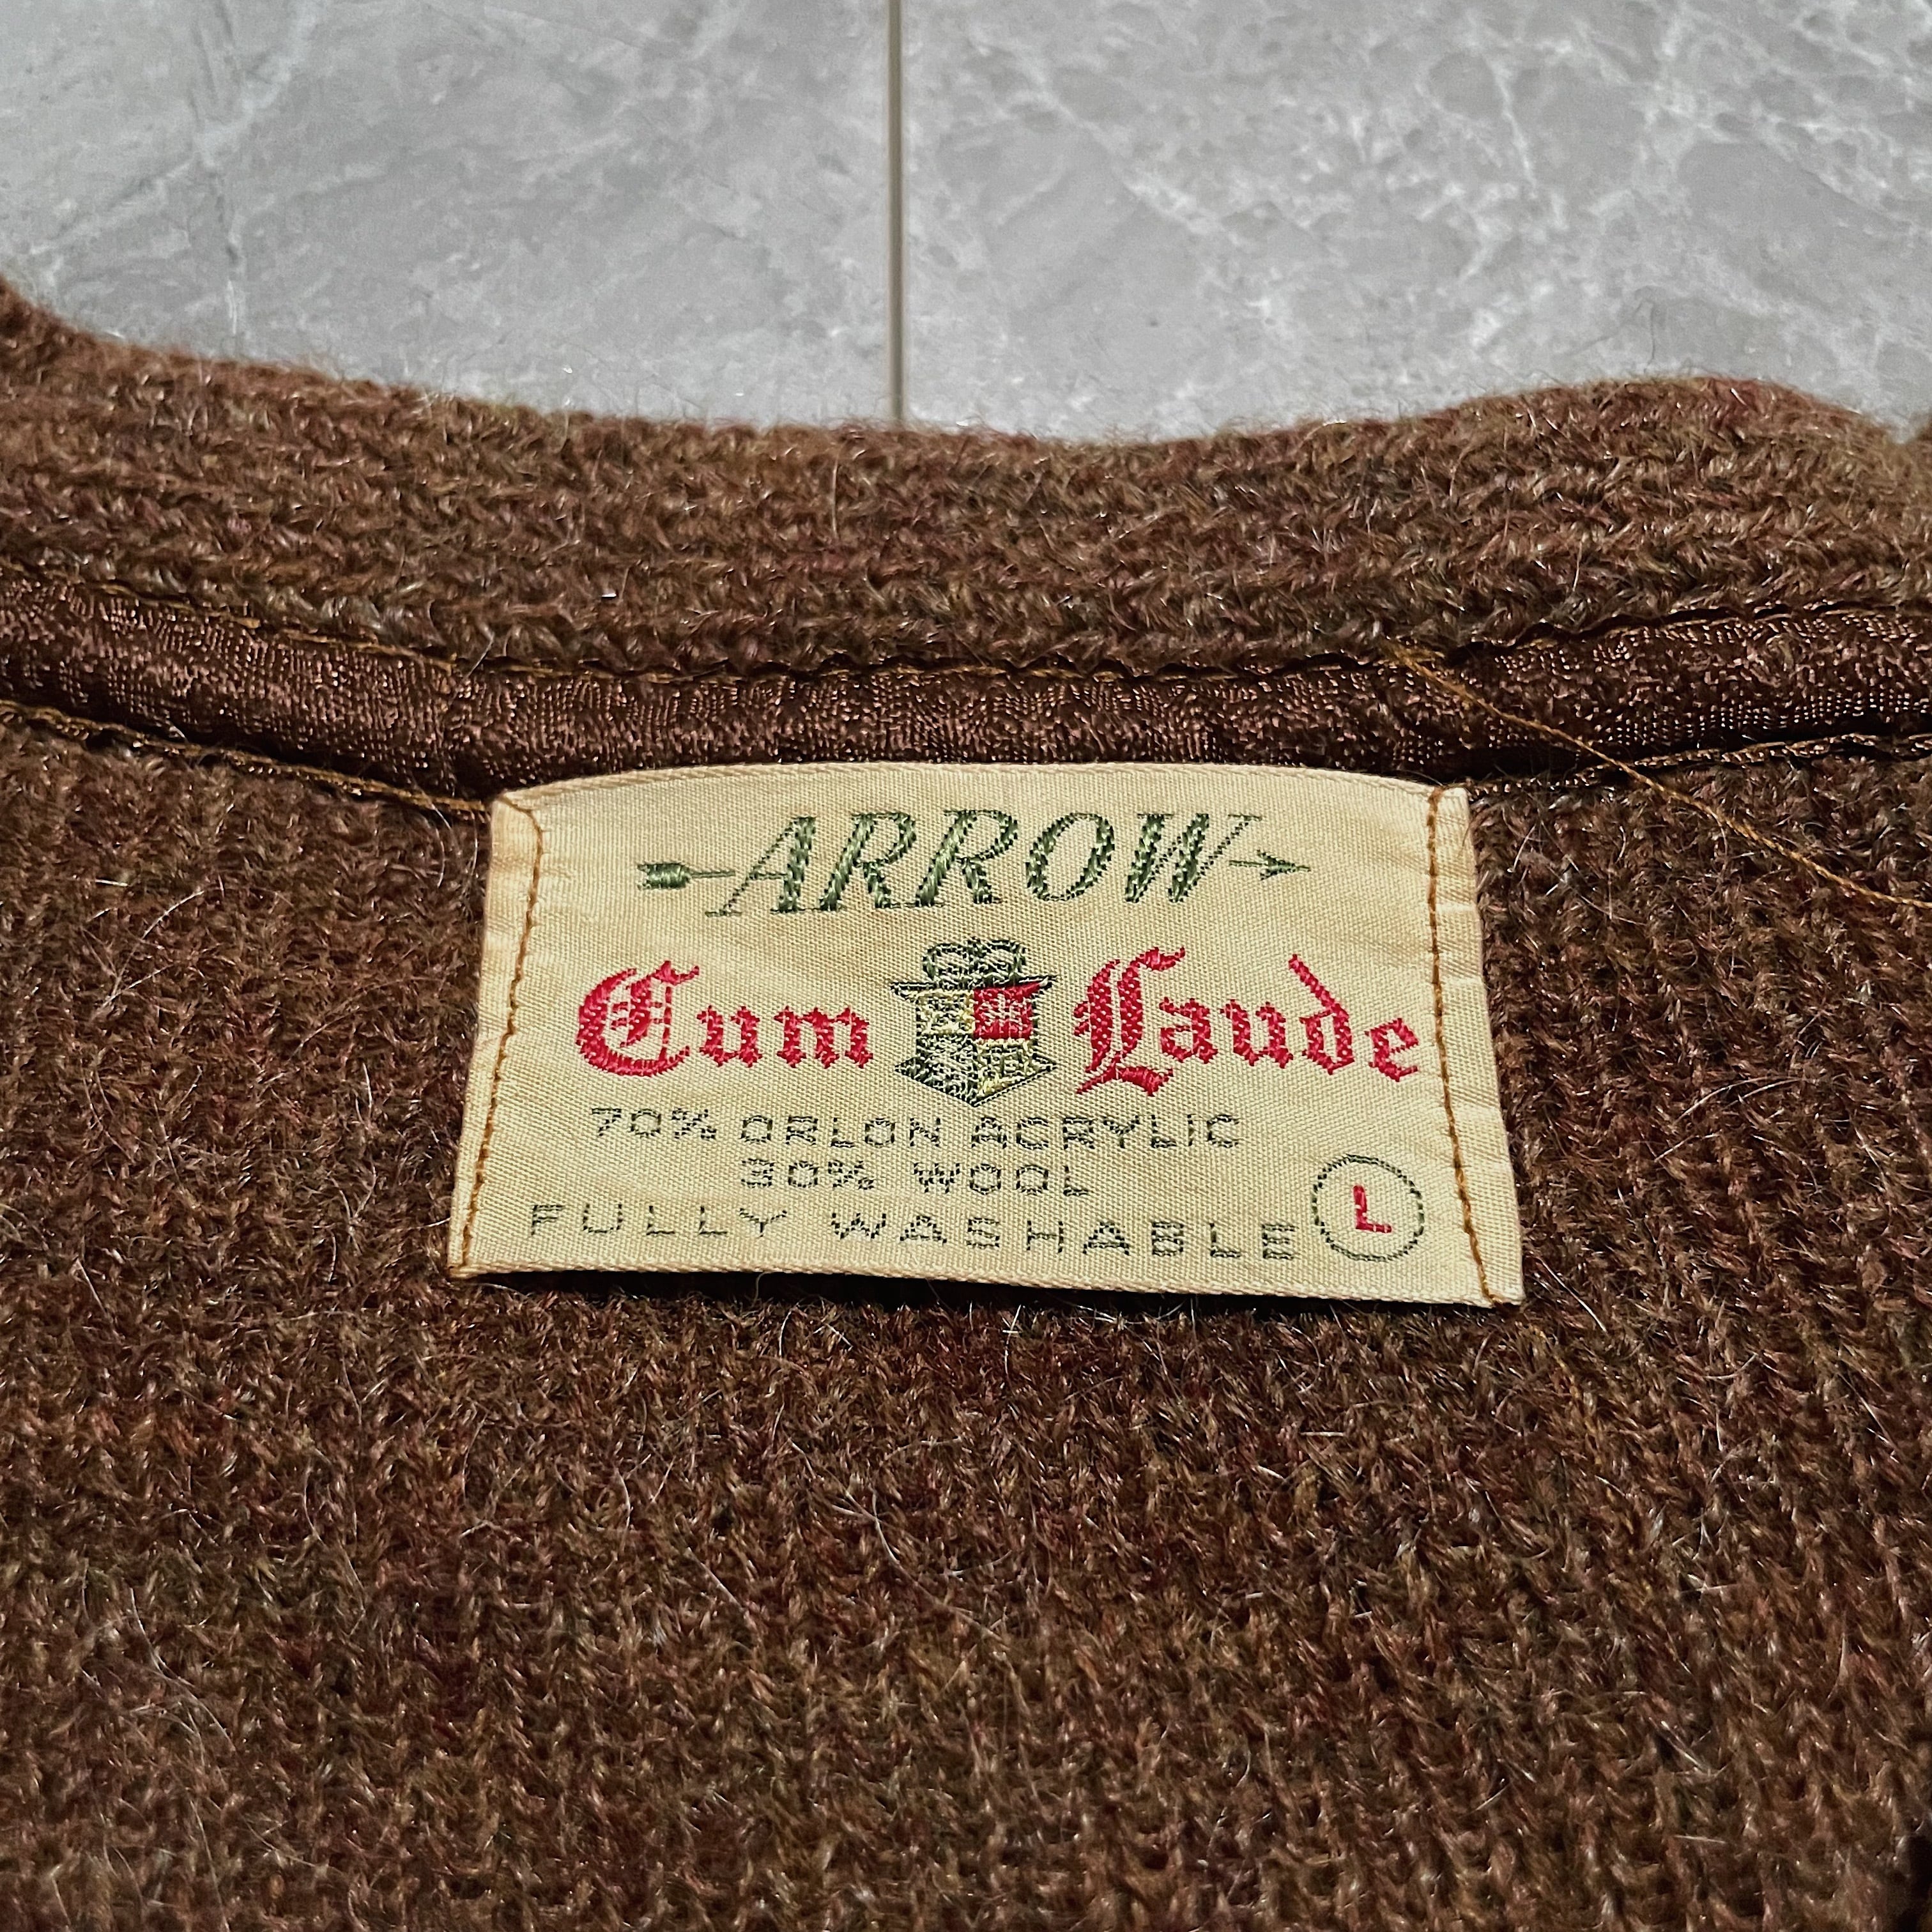 ARROW
Cum Laude
70% ORLON ACRYLIC
30% WOOL
FULLY WASHABLE L